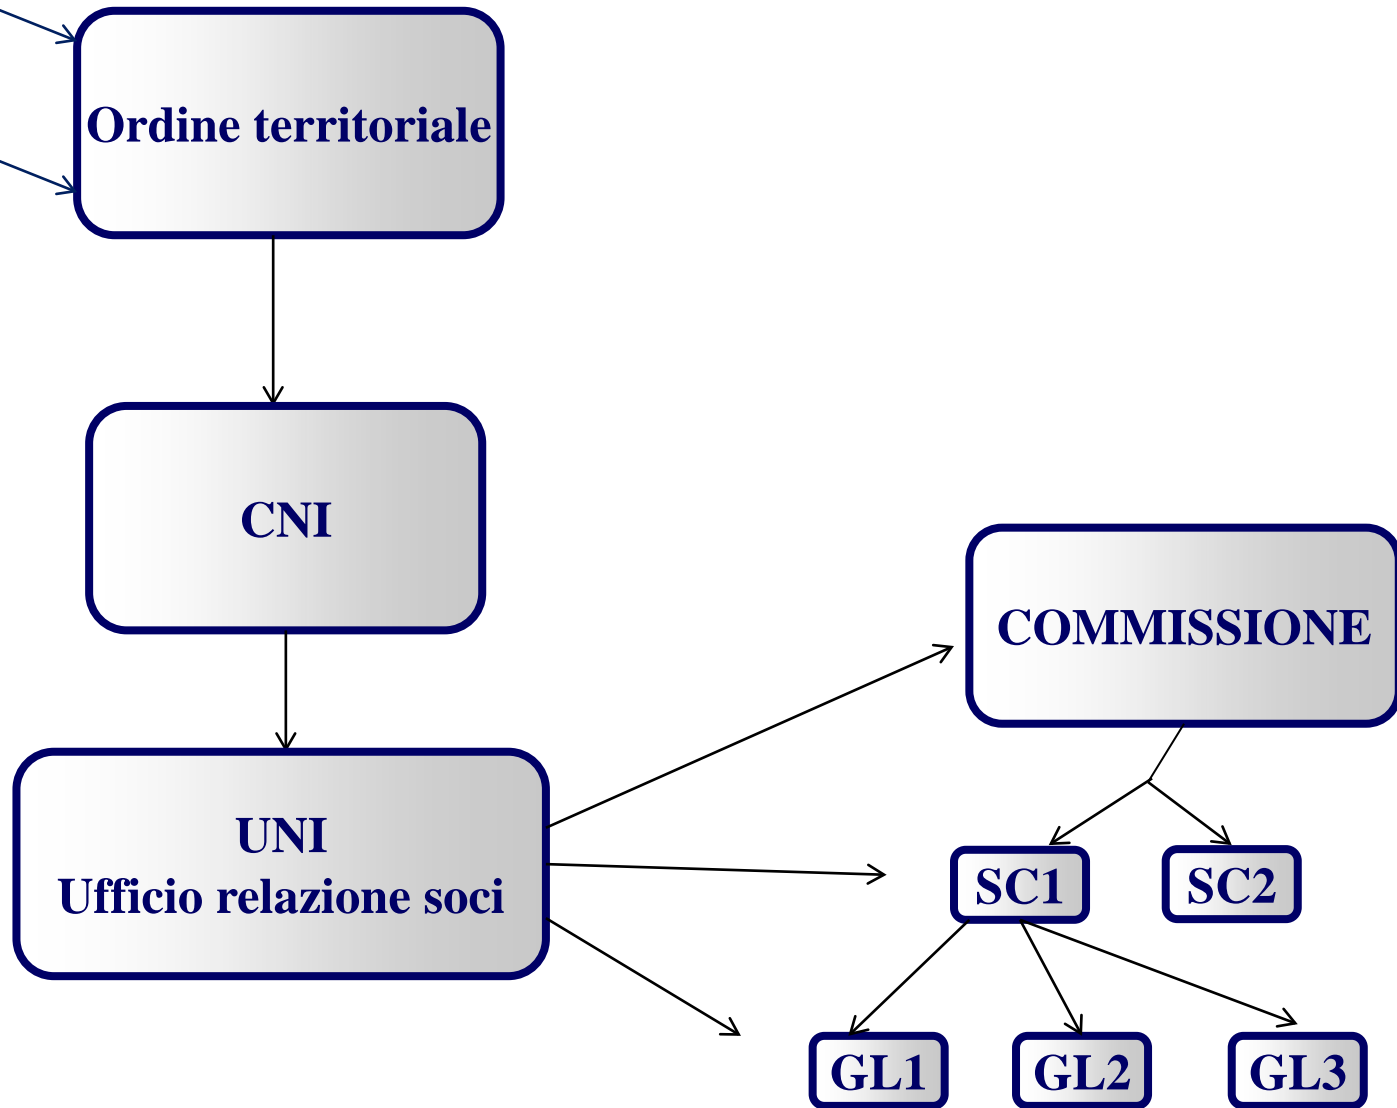 Ordine territoriale
CNI
COMMISSIONE
UNI
Ufficio relazione soci
SC1
SC2
GL1
GL2
GL3